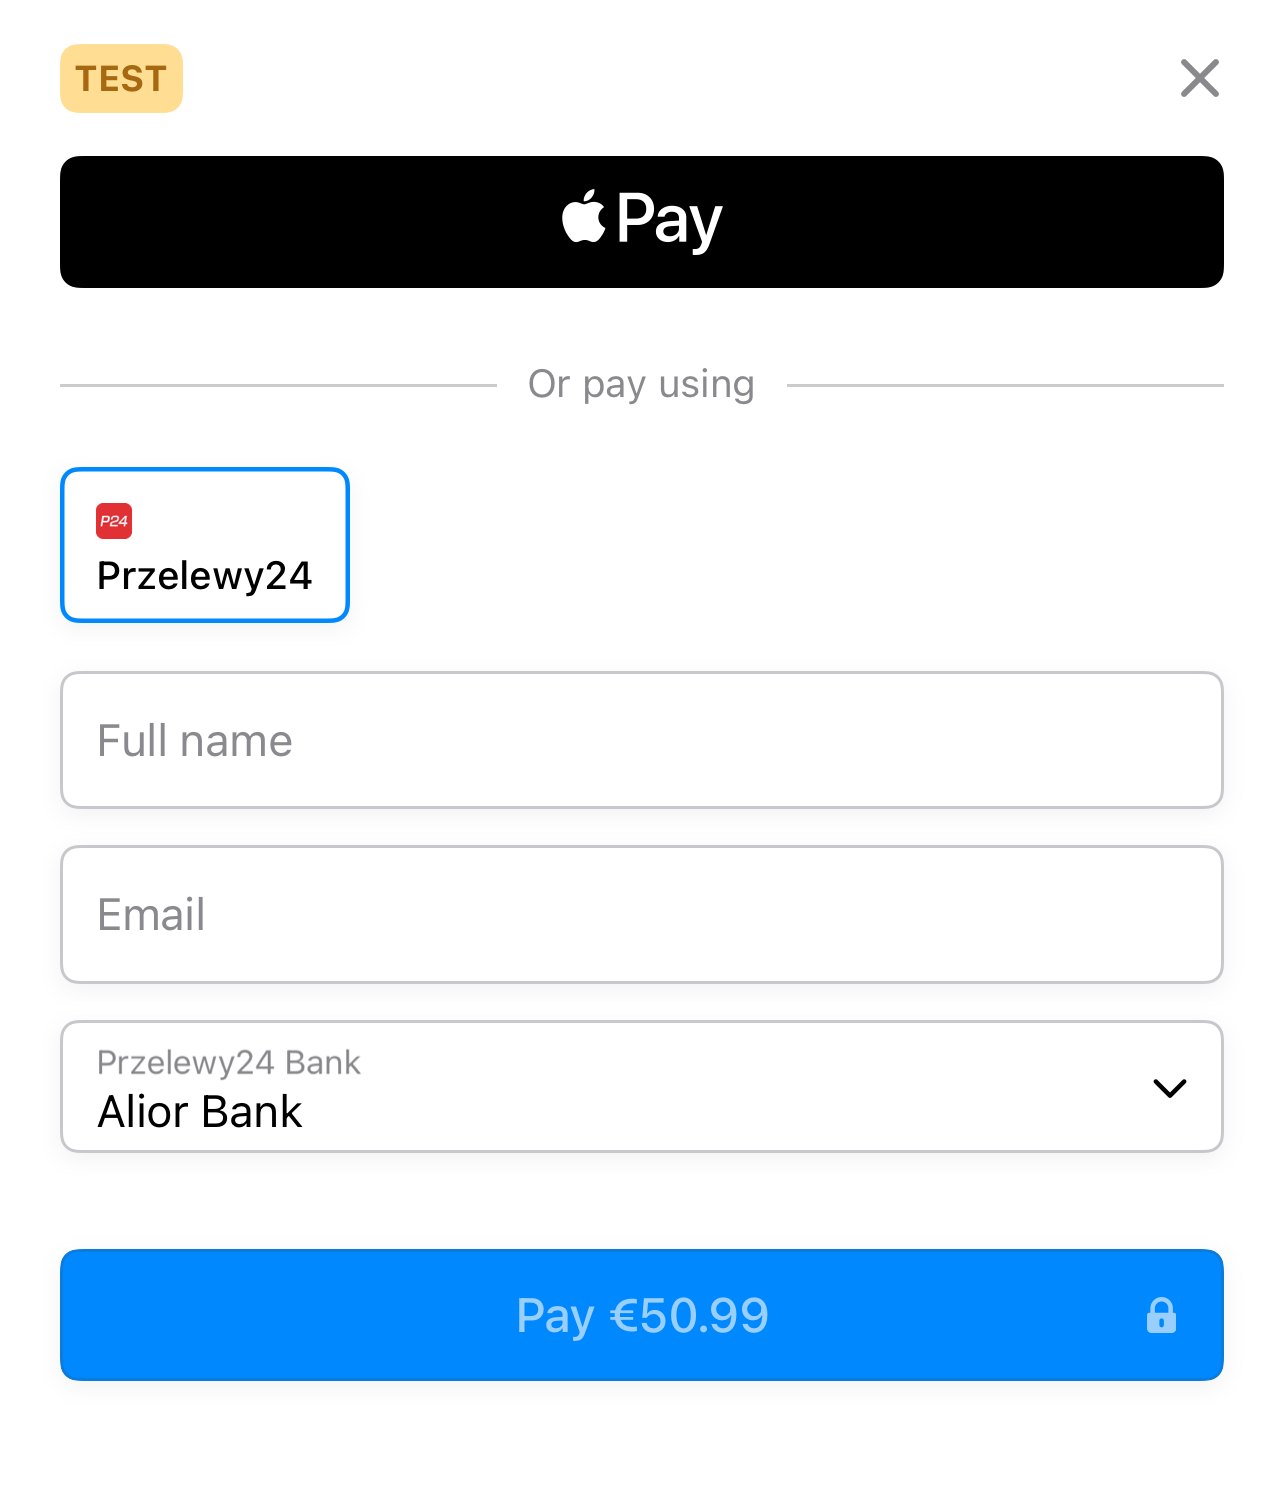 TEST
Pay
Or pay using
P24
Przelewy24
Full name
Email
Przelewy24 Bank
Alior Bank
Pay €50.99